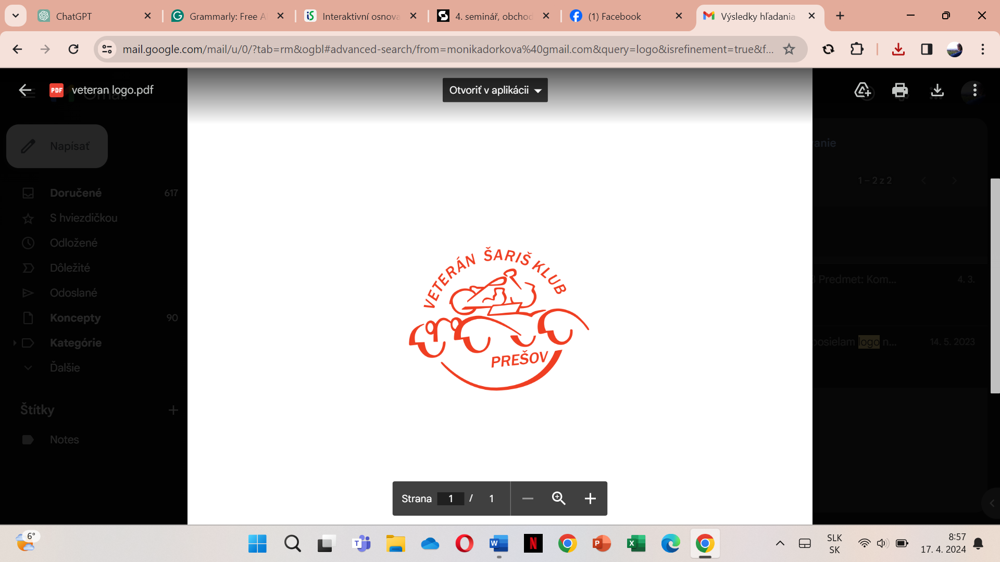 ChatGPT
Grammarly: Free A
Interaktivní osnova
4. seminář, obchod
(1) Facebook
Výsledky hľadania
mail.google.com/mail/u/0/?tab=rm&ogbl#advanced-search/from=monikadorkova%40gmail.com&query=logo&isrefinement=true&f...
PDF
veteran logo.pdf
Gmail
Otvoriť v aplikácii
Napísať
Doručené 617
S hviezdičkou
Odložené
Dôležité
Odoslané
Koncepty 90
Kategórie
Ďalšie
Štítky
Notes
anie
1 – 2 z 2
Predmet: Kom... 4. 3.
posielam logo n... 14. 5. 2023
VETERÁN ŠARIŠ KLUB
PREŠOV
Strana 1 / 1
6°
SLK
SK
8:57
17. 4. 2024